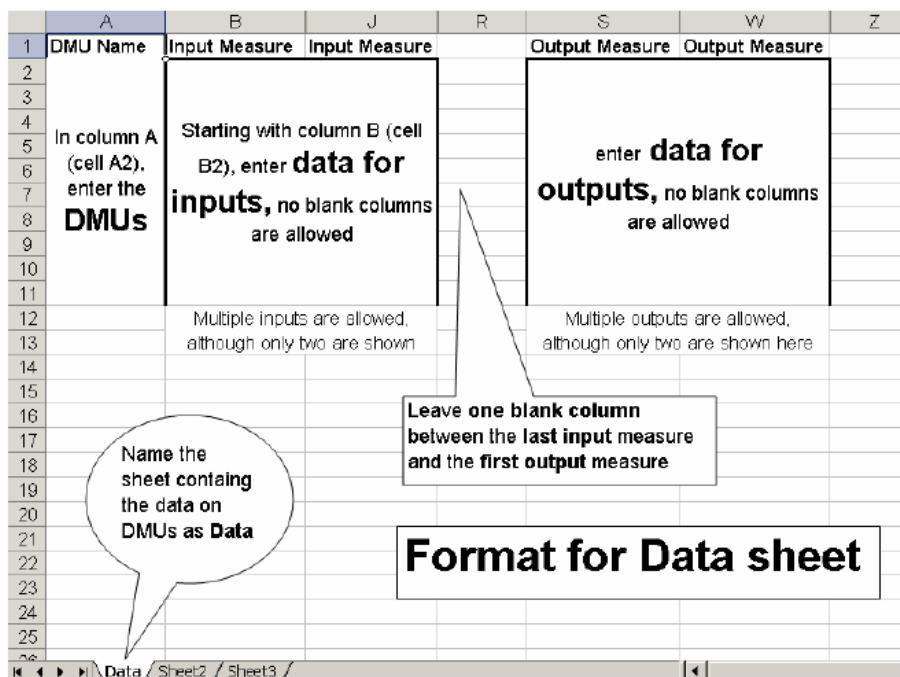 A B J R S W Z
1 DMU Name Input Measure Input Measure Output Measure Output Measure
2
3
4
5
6
7
8
9
10
11
12
13
14
15
16
17
18
19
20
21
22
23
24
25
26
In column A
(cell A2),
enter the
DMUs
Starting with column B (cell
B2), enter data for
inputs, no blank columns
are allowed
enter data for
outputs, no blank columns
are allowed
Multiple inputs are allowed,
although only two are shown
Multiple outputs are allowed,
although only two are shown here
Leave one blank column
between the last input measure
and the first output measure
Name the
sheet containg
the data on
DMUs as Data
Format for Data sheet
Data Sheet2 Sheet3